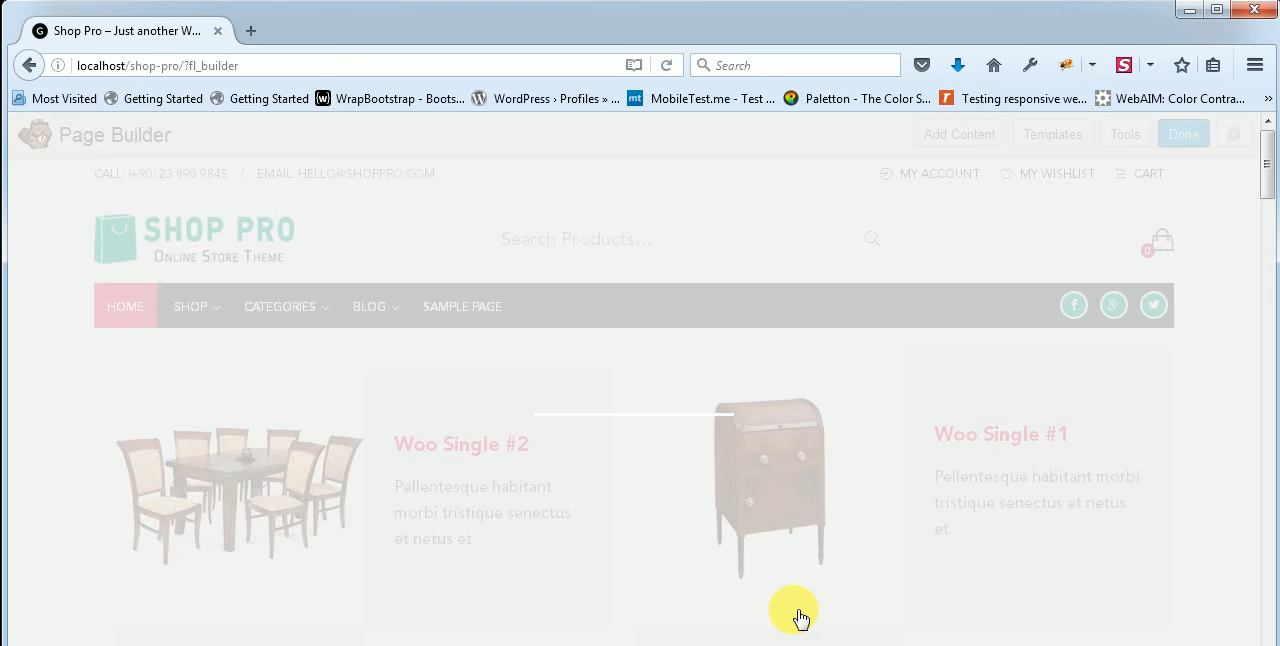 G Shop Pro – Just another W...
localhost/shop-pro/?fl_builder
Search
Most Visited Getting Started Getting Started WrapBootstrap - Boots... WordPress › Profiles » ... mt MobileTest.me - Test ... Paletton - The Color S... r Testing responsive we... WebAIM: Color Contra... »
Page Builder
Add Content Templates Tools Done ?
CALL: (+90) 23 890 9845 / EMAIL: HELLO@SHOPPRO.COM
MY ACCOUNT MY WISHLIST CART
SHOP PRO
ONLINE STORE THEME
Search Products...
0
HOME SHOP CATEGORIES BLOG SAMPLE PAGE
Woo Single #2
Pellentesque habitant
morbi tristique senectus
et netus et
Woo Single #1
Pellentesque habitant morbi
tristique senectus et netus
et